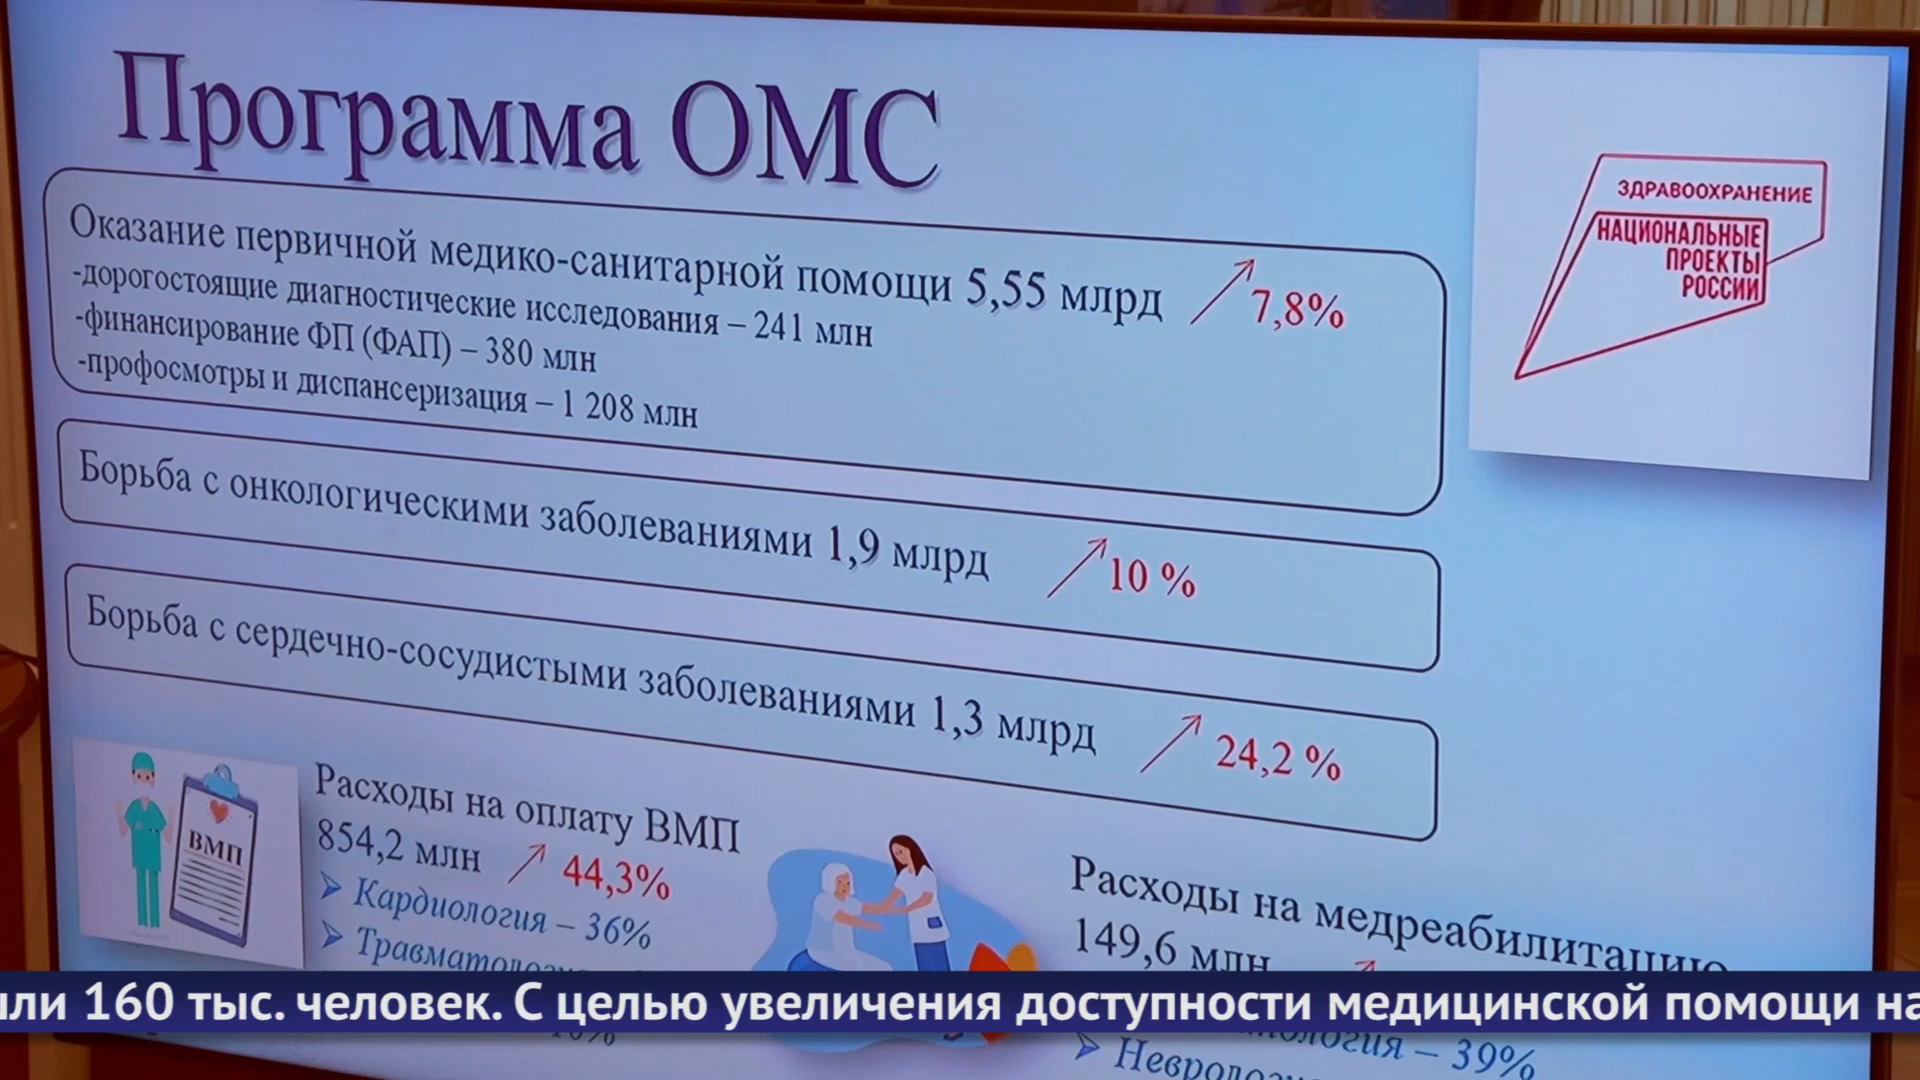 Программа ОМС
ЗДРАВООХРАНЕНИЕ
НАЦИОНАЛЬНЫЕ
ПРОЕКТЫ
РОССИИ
Оказание первичной медико-санитарной помощи 5,55 млрд 7,8%
-дорогостоящие диагностические исследования – 241 млн
-финансирование ФП (ФАП) – 380 млн
-профосмотры и диспансеризация – 1 208 млн
Борьба с онкологическими заболеваниями 1,9 млрд 10 %
Борьба с сердечно-сосудистыми заболеваниями 1,3 млрд 24,2 %
ВМП
Расходы на оплату ВМП
854,2 млн 44,3%
Кардиология – 36%
Расходы на медреабилитацию
149,6 млн
160 тыс. человек. С целью увеличения доступности медицинской помощи на
– 39%